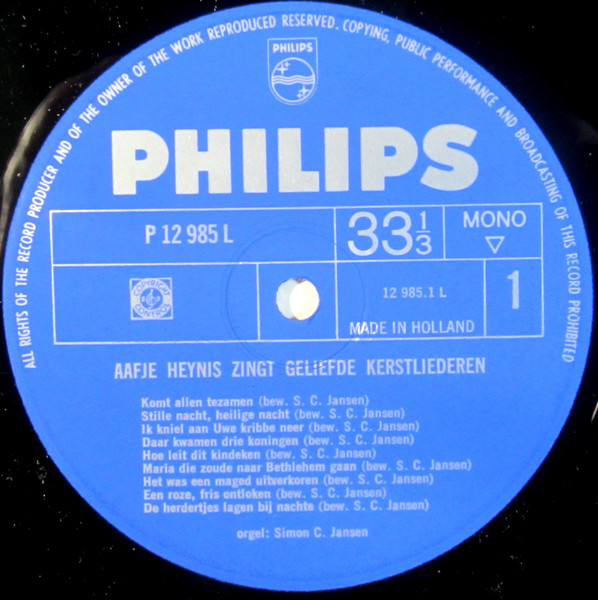 ALL RIGHTS OF THE RECORD PRODUCER AND OF THE OWNER OF THE WORK REPRODUCED RESERVED. COPYING, PUBLIC PERFORMANCE AND BROADCASTING OF THIS RECORD PROHIBITED
PHILIPS
PHILIPS
P 12 985 L
33 1/3
MONO
COPYRIGHT
CONTROL
12 985.1 L
1
MADE IN HOLLAND
AAFJE HEYNIS ZINGT GELIEFDE KERSTLIEDEREN
Komt allen tezamen (bew. S. C. Jansen)
Stille nacht, heilige nacht (bew. S. C. Jansen)
Ik kniel aan Uwe kribbe neer (bew. S. C. Jansen)
Daar kwamen drie koningen (bew. S. C. Jansen)
Hoe leit dit kindeken (bew. S. C. Jansen)
Maria die zoude naar Bethlehem gaan (bew. S. C. Jansen)
Het was een maged uitverkoren (bew. S. C. Jansen)
Een roze, fris ontloken (bew. S. C. Jansen)
De herdertjes lagen bij nachte (bew. S. C. Jansen)
orgel: Simon C. Jansen